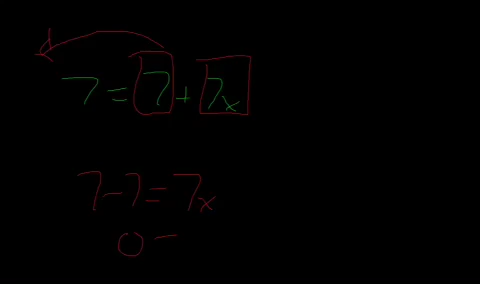 7 = 7 + 7x
7 - 7 = 7x
0 =